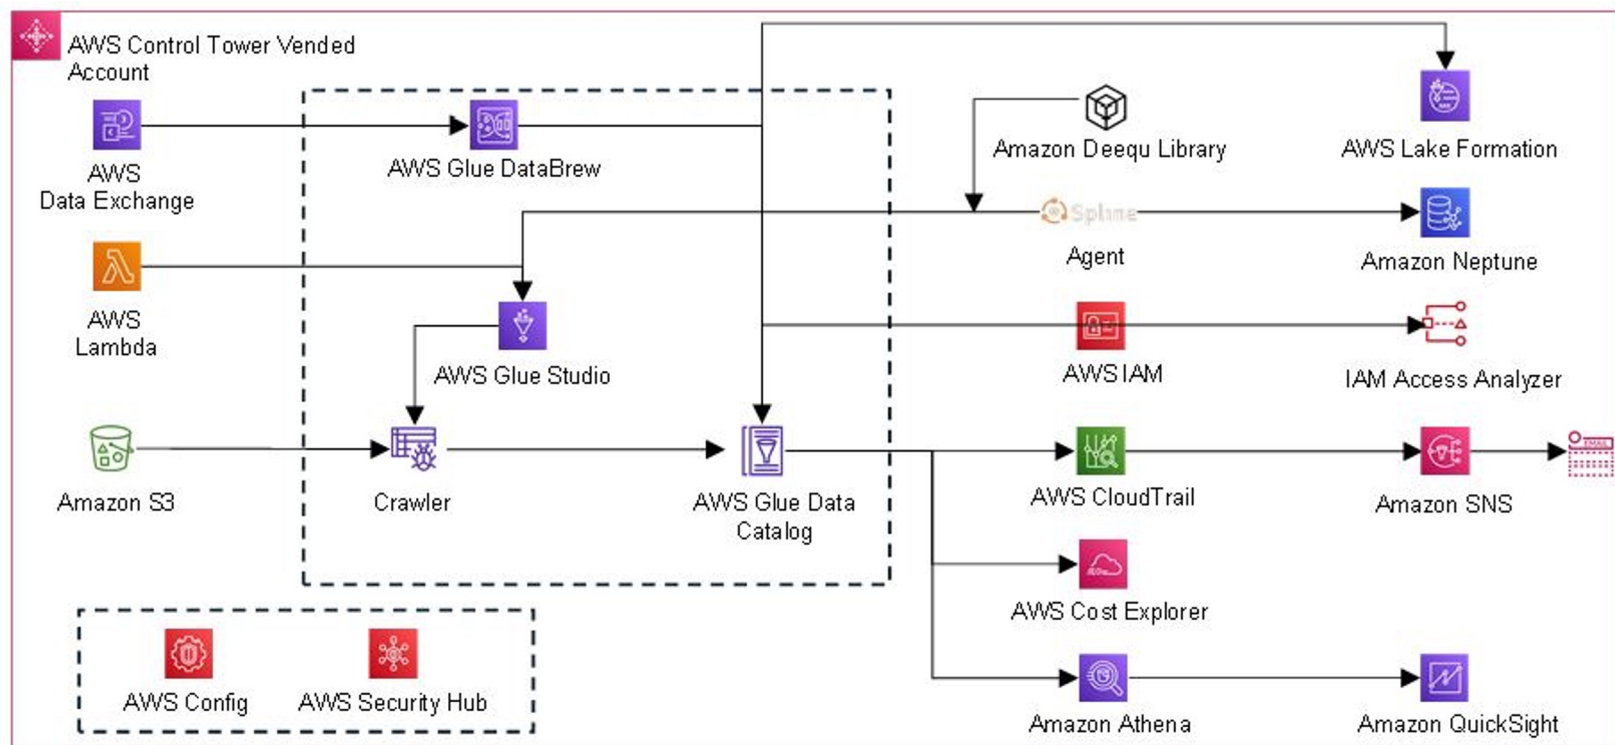 AWS Control Tower Vended
Account
AWS
Data Exchange
AWS Glue DataBrew
Amazon Deequ Library
AWS Lake Formation
Spline
Agent
Amazon Neptune
AWS
Lambda
AWS Glue Studio
AWS IAM
IAM Access Analyzer
Amazon S3
Crawler
AWS Glue Data
Catalog
AWS CloudTrail
Amazon SNS
EMAIL
AWS Cost Explorer
AWS Config
AWS Security Hub
Amazon Athena
Amazon QuickSight